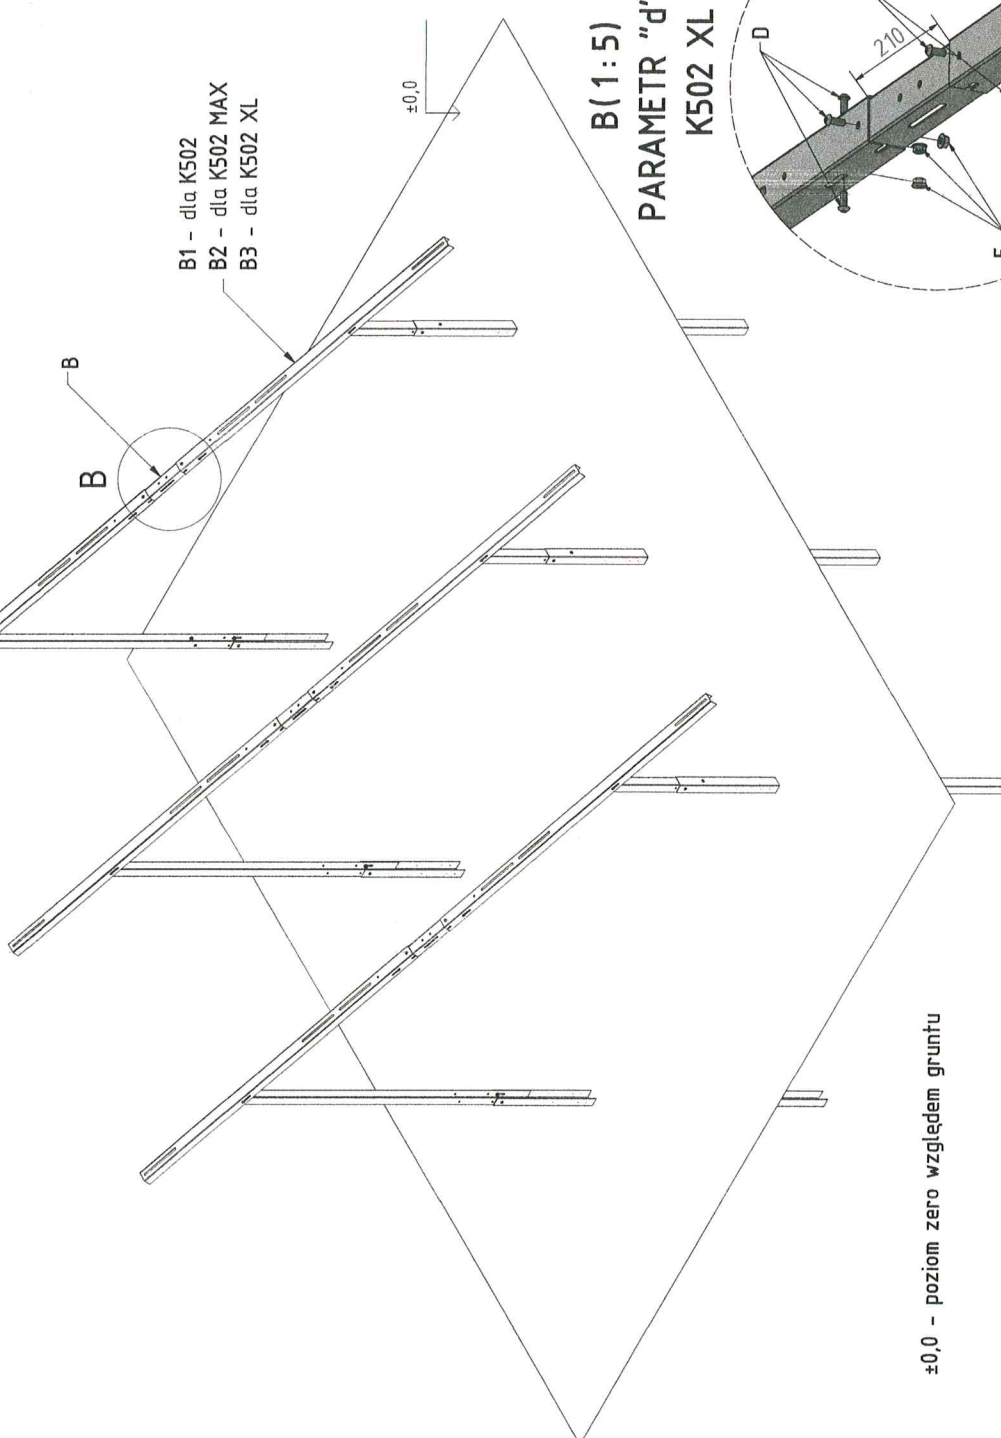 B1 - dla K502
B2 - dla K502 MAX
B3 - dla K502 XL
B
B
±0,0
B(1:5)
PARAMETR "d"
K502 XL
D
210
±0,0 - poziom zero względem gruntu